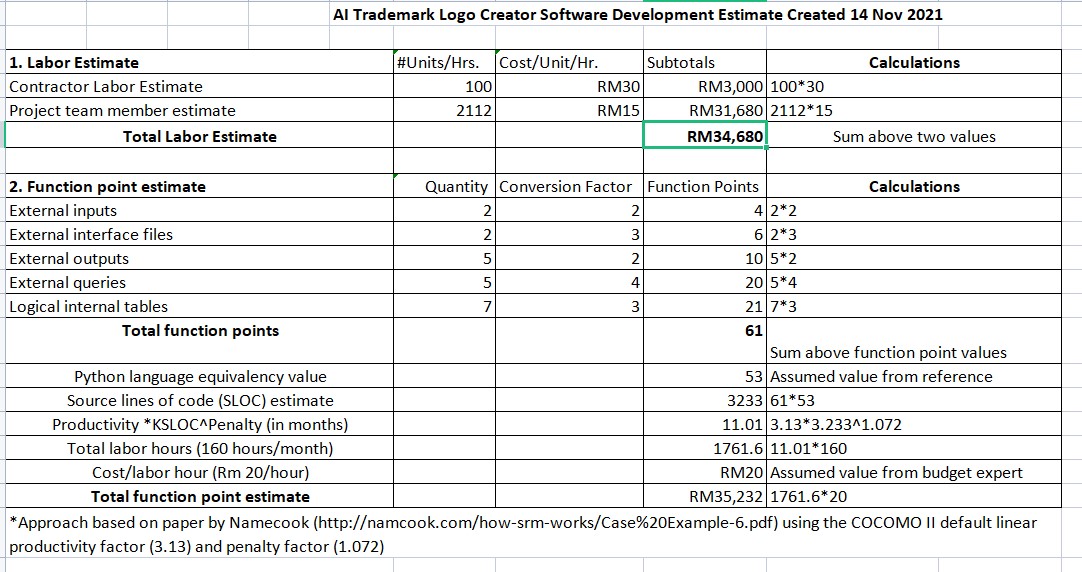 AI Trademark Logo Creator Software Development Estimate Created 14 Nov 2021
1. Labor Estimate #Units/Hrs. Cost/Unit/Hr. Subtotals Calculations
Contractor Labor Estimate 100 RM30 RM3,000 100*30
Project team member estimate 2112 RM15 RM31,680 2112*15
Total Labor Estimate RM34,680 Sum above two values
2. Function point estimate Quantity Conversion Factor Function Points Calculations
External inputs 2 2 4 2*2
External interface files 2 3 6 2*3
External outputs 5 2 10 5*2
External queries 5 4 20 5*4
Logical internal tables 7 3 21 7*3
Total function points 61
Sum above function point values
Python language equivalency value 53 Assumed value from reference
Source lines of code (SLOC) estimate 3233 61*53
Productivity *KSLOC^Penalty (in months) 11.01 3.13*3.233^1.072
Total labor hours (160 hours/month) 1761.6 11.01*160
Cost/labor hour (Rm 20/hour) RM20 Assumed value from budget expert
Total function point estimate RM35,232 1761.6*20
*Approach based on paper by Namecook (http://namcook.com/how-srm-works/Case%20Example-6.pdf) using the COCOMO II default linear
productivity factor (3.13) and penalty factor (1.072)